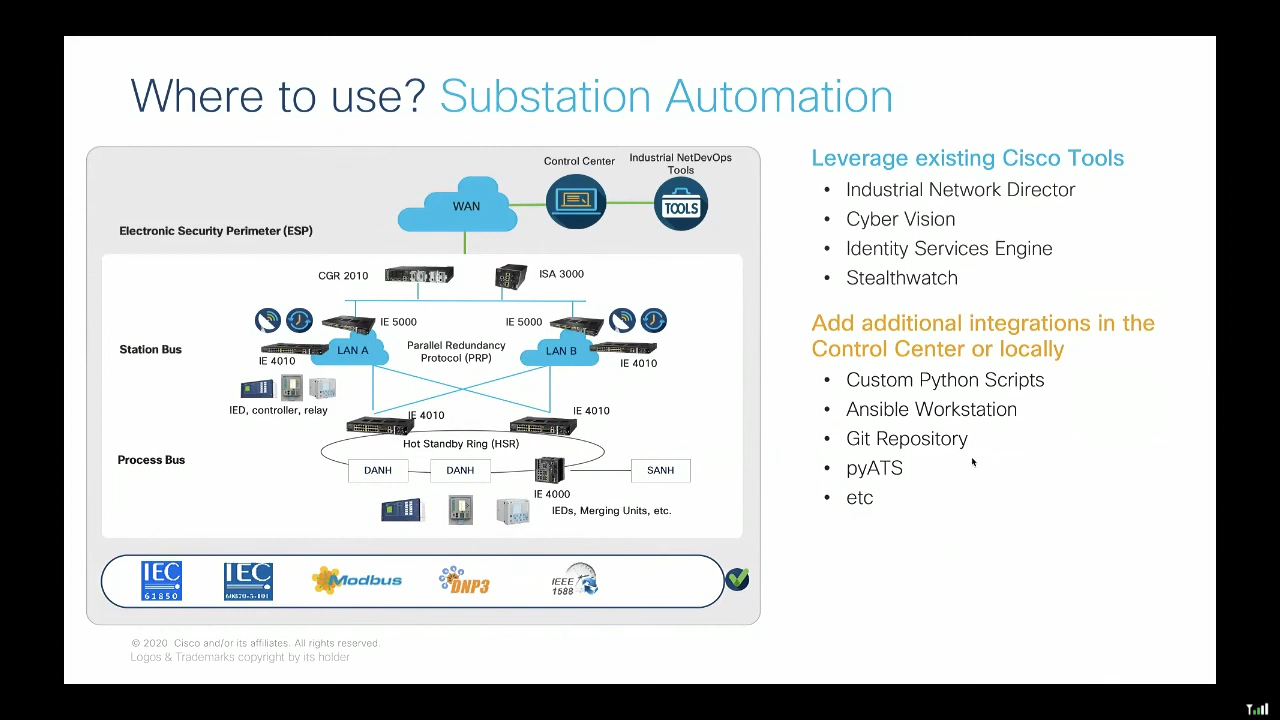 Where to use? Substation Automation
Control Center
Industrial NetDevOps
Tools
WAN
TOOLS
Electronic Security Perimeter (ESP)
CGR 2010
ISA 3000
IE 5000
IE 5000
Station Bus
LAN A
Parallel Redundancy
Protocol (PRP)
LAN B
IE 4010
IE 4010
IED, controller, relay
IE 4010
IE 4010
Hot Standby Ring (HSR)
Process Bus
DANH
DANH
SANH
IE 4000
IEDs, Merging Units, etc.
IEC
61850
IEC
60870-5-101
Modbus
DNP3
IEEE
1588
Leverage existing Cisco Tools
• Industrial Network Director
• Cyber Vision
• Identity Services Engine
• Stealthwatch
Add additional integrations in the
Control Center or locally
• Custom Python Scripts
• Ansible Workstation
• Git Repository
• pyATS
• etc
© 2020 Cisco and/or its affiliates. All rights reserved.
Logos & Trademarks copyright by its holder